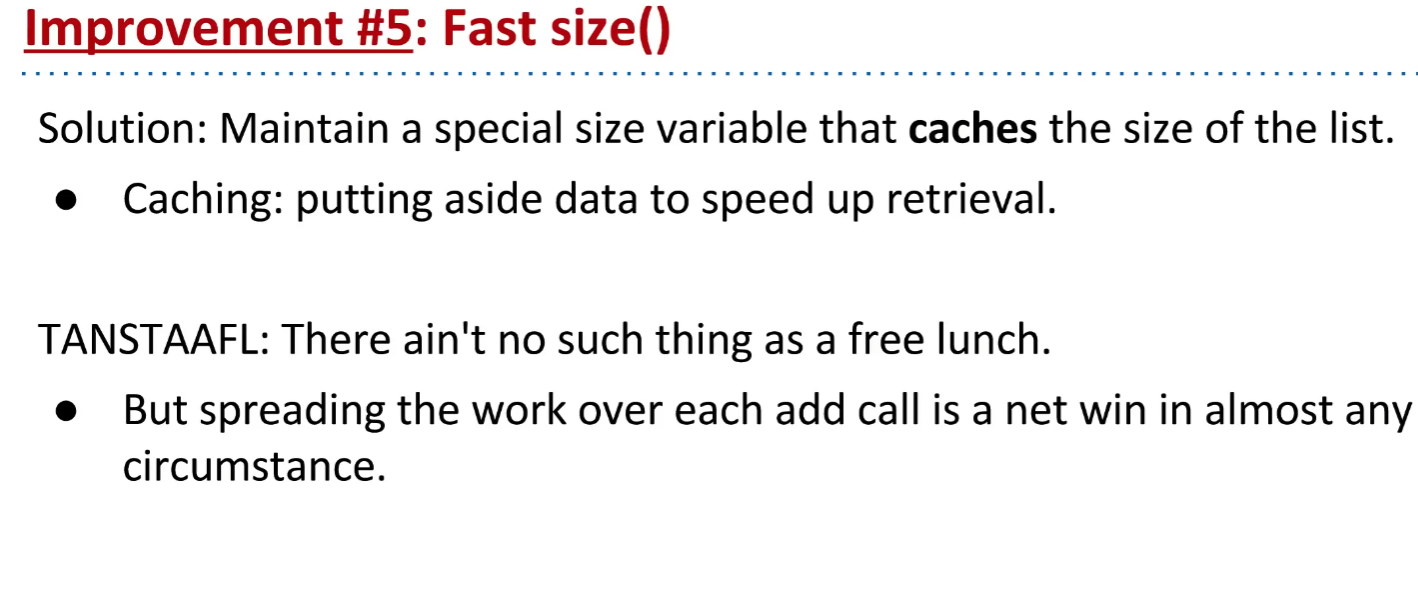 Improvement #5: Fast size()
Solution: Maintain a special size variable that caches the size of the list.
● Caching: putting aside data to speed up retrieval.
TANSTAAFL: There ain't no such thing as a free lunch.
● But spreading the work over each add call is a net win in almost any
circumstance.